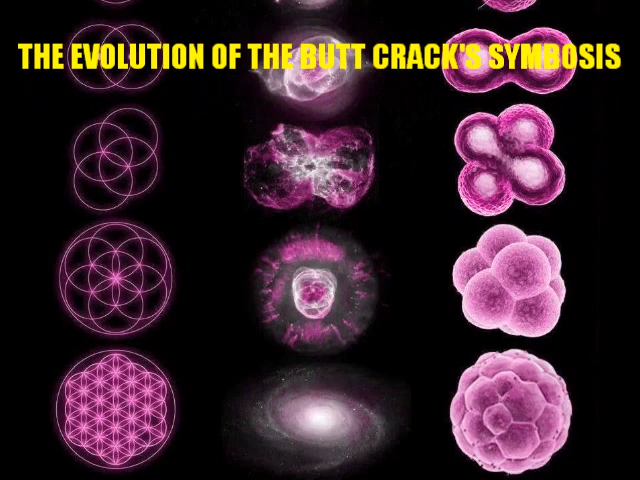 THE EVOLUTION OF THE BUTT CRACK'S SYMBOSIS